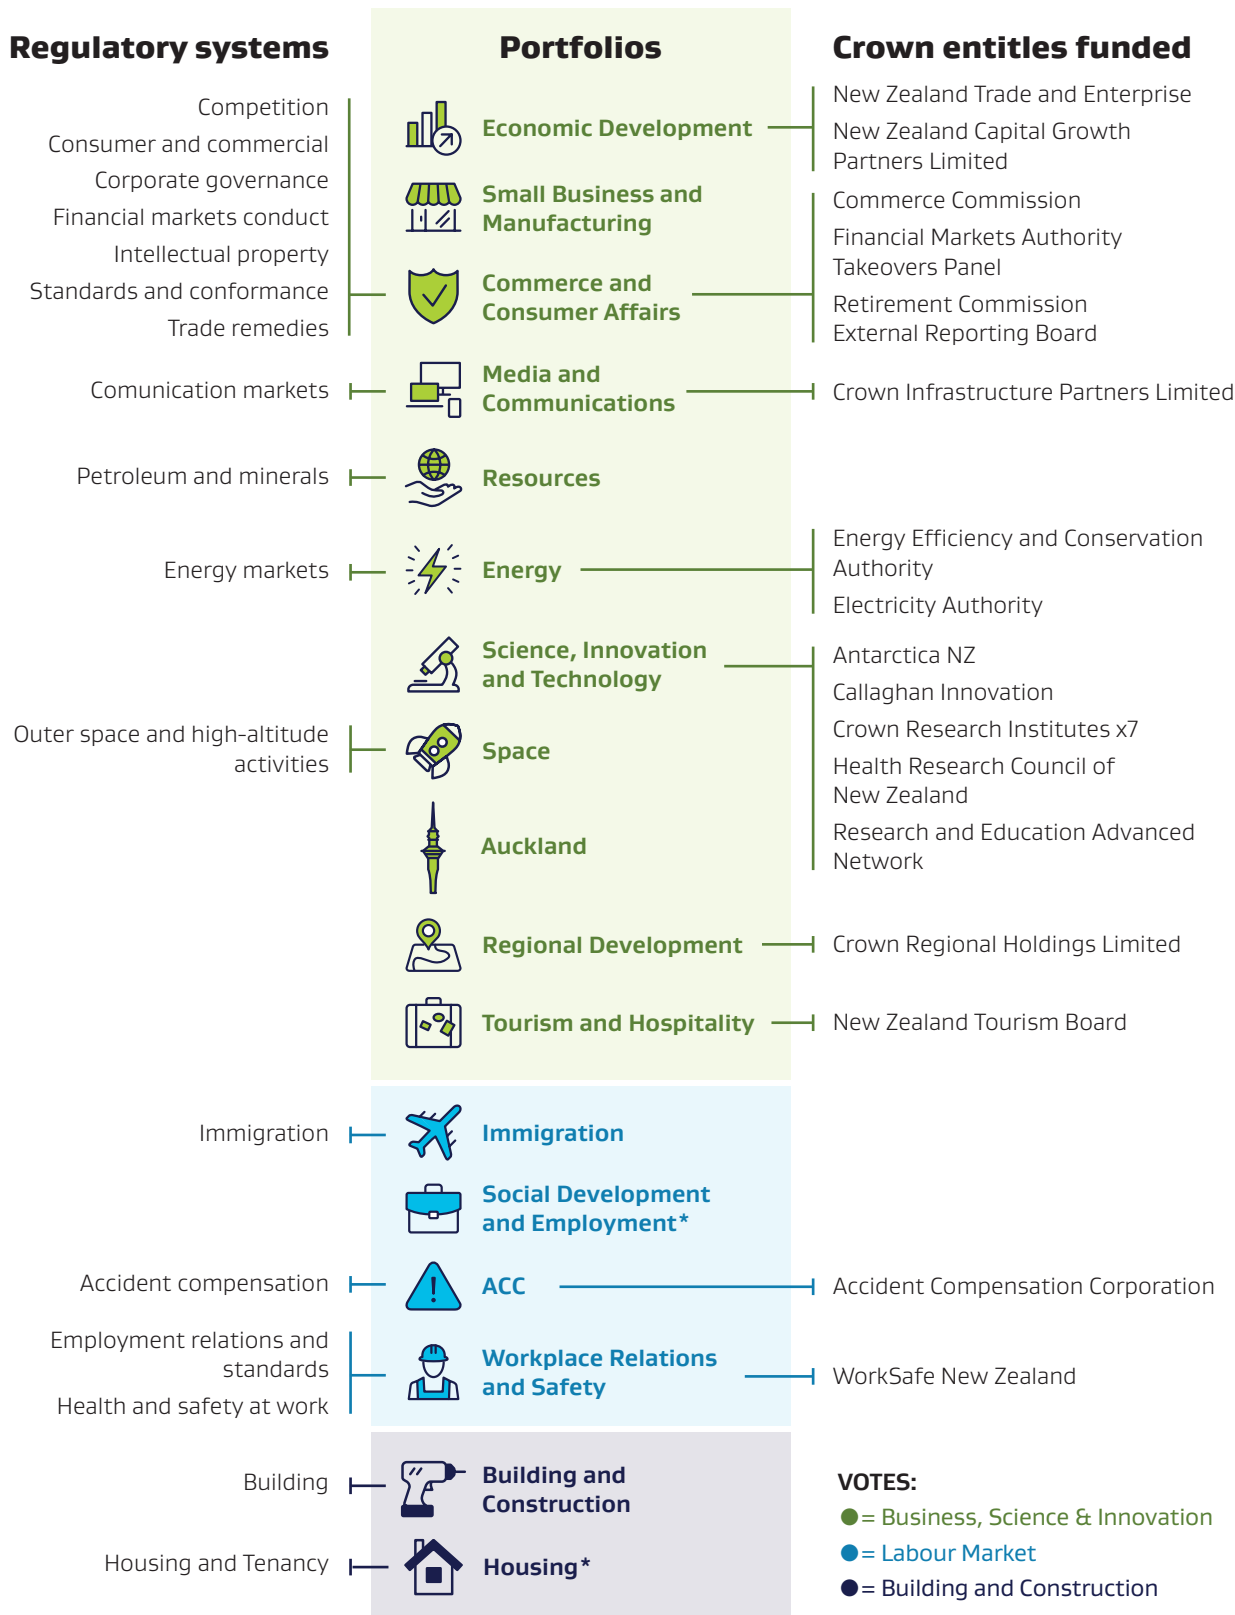 Regulatory systems
Portfolios
Crown entitles funded
Competition
Consumer and commercial
Corporate governance
Financial markets conduct
Intellectual property
Standards and conformance
Trade remedies
Comunication markets
Petroleum and minerals
Energy markets
Outer space and high-altitude
activities
Immigration
Accident compensation
Employment relations and
standards
Health and safety at work
Building
Housing and Tenancy
Economic Development
Small Business and
Manufacturing
Commerce and
Consumer Affairs
Media and
Communications
Resources
Energy
Science, Innovation
and Technology
Space
Auckland
Regional Development
Tourism and Hospitality
Immigration
Social Development
and Employment*
ACC
Workplace Relations
and Safety
Building and
Construction
Housing*
New Zealand Trade and Enterprise
New Zealand Capital Growth
Partners Limited
Commerce Commission
Financial Markets Authority
Takeovers Panel
Retirement Commission
External Reporting Board
Crown Infrastructure Partners Limited
Energy Efficiency and Conservation
Authority
Electricity Authority
Antarctica NZ
Callaghan Innovation
Crown Research Institutes x7
Health Research Council of
New Zealand
Research and Education Advanced
Network
Crown Regional Holdings Limited
New Zealand Tourism Board
Accident Compensation Corporation
WorkSafe New Zealand
VOTES:
= Business, Science & Innovation
= Labour Market
= Building and Construction